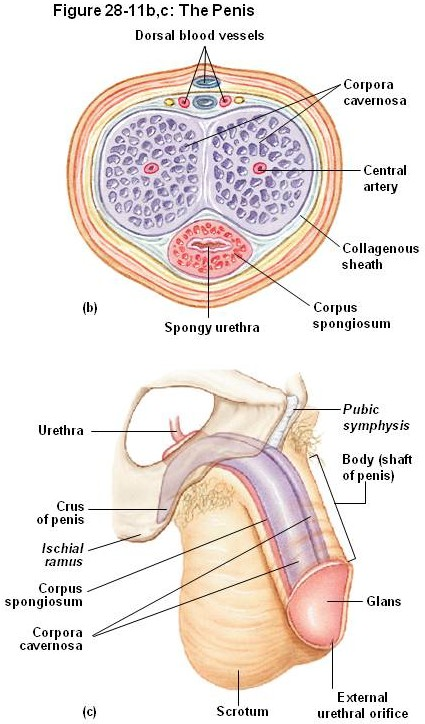 Figure 28-11b,c: The Penis
Dorsal blood vessels
Corpora
cavernosa
Central
artery
Collagenous
sheath
Corpus
spongiosum
(b)
Spongy urethra
Pubic
symphysis
Urethra
Body (shaft
of penis)
Crus
of penis
Ischial
ramus
Corpus
spongiosum
Glans
Corpora
cavernosa
External
urethral orifice
(c)
Scrotum